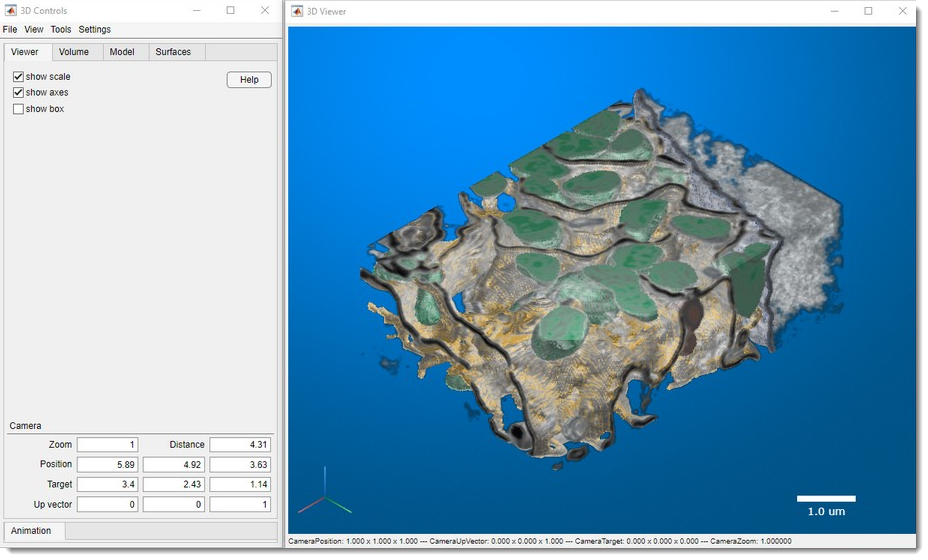 3D Controls
File View Tools Settings
Viewer Volume Model Surfaces
show scale
Help
show axes
show box
Camera
Zoom 1 Distance 4.31
Position 5.89 4.92 3.63
Target 3.4 2.43 1.14
Up vector 0 0 1
Animation
3D Viewer
1.0 um
CameraPosition: 1.000 x 1.000 x 1.000 --- CameraUpVector: 0.000 x 0.000 x 1.000 --- CameraTarget: 0.000 x 0.000 x 0.000 --- CameraZoom: 1.000000